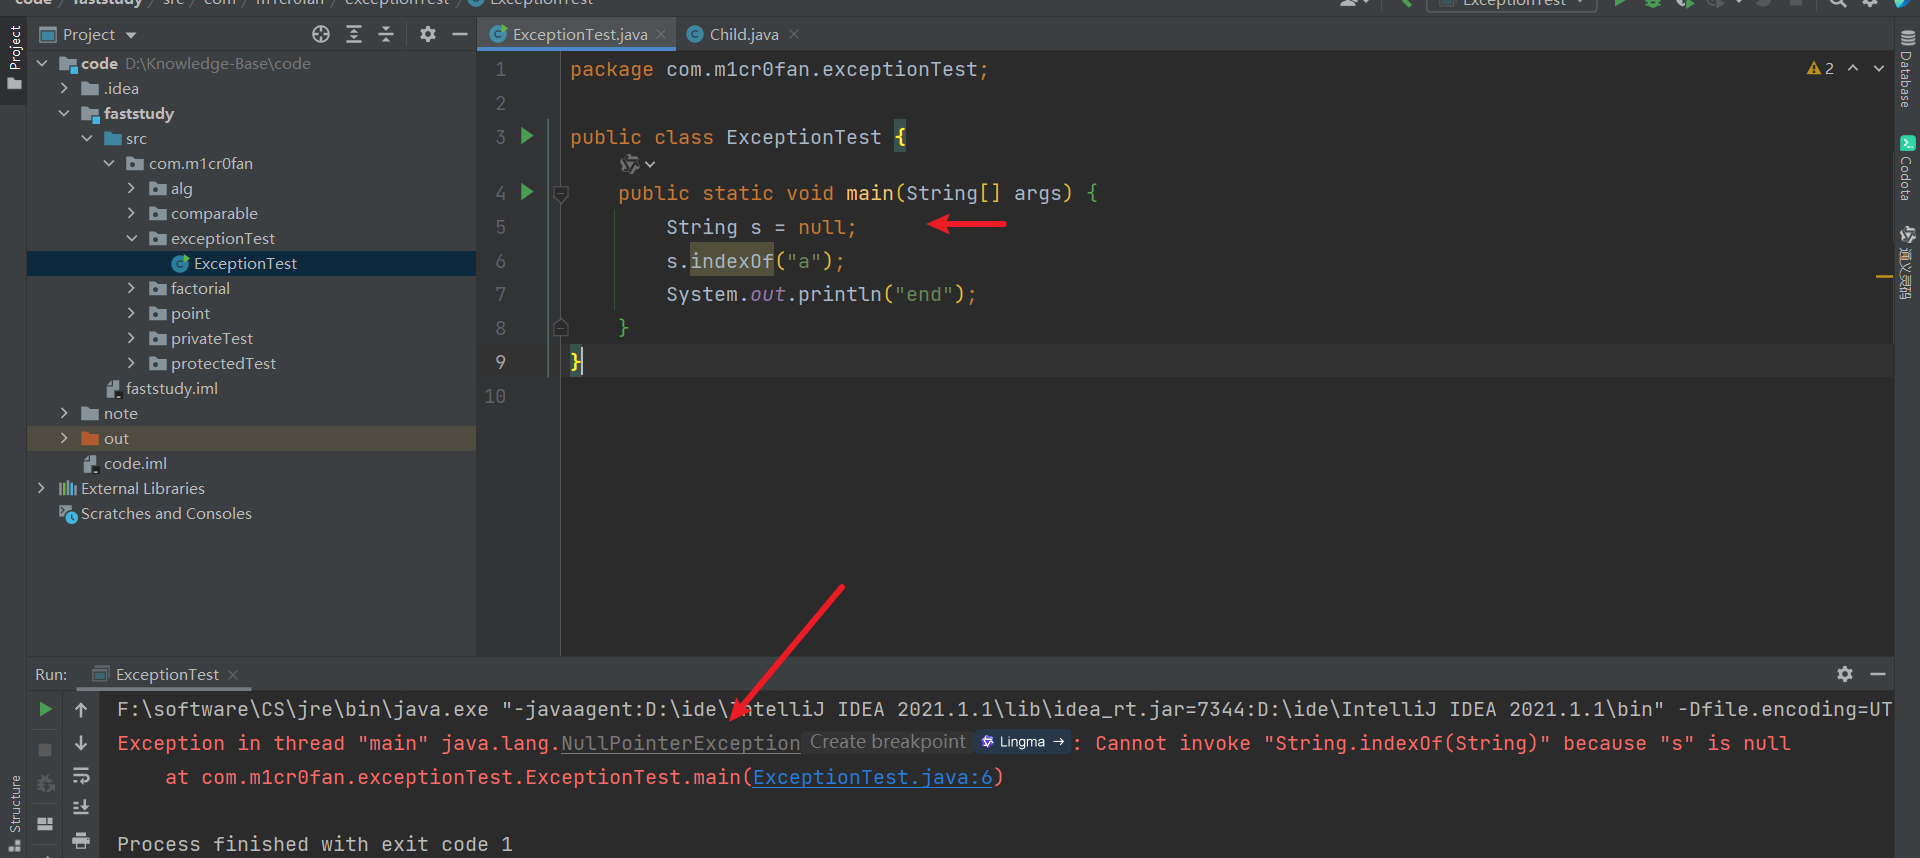 code / faststudy / src / com / m1cr0fan / exceptionTest / ExceptionTest
ExceptionTest
Project
Project
ExceptionTest.java
Child.java
code D:\Knowledge-Base\code
.idea
faststudy
src
com.m1cr0fan
alg
comparable
exceptionTest
ExceptionTest
factorial
point
privateTest
protectedTest
faststudy.iml
note
out
code.iml
External Libraries
Scratches and Consoles
1 package com.m1cr0fan.exceptionTest;
2
3 public class ExceptionTest {
4 public static void main(String[] args) {
5 String s = null;
6 s.indexOf("a");
7 System.out.println("end");
8 }
9 }
10
2
Database
Codota
通义灵码
Run: ExceptionTest
F:\software\CS\jre\bin\java.exe "-javaagent:D:\ide\IntelliJ IDEA 2021.1.1\lib\idea_rt.jar=7344:D:\ide\IntelliJ IDEA 2021.1.1\bin" -Dfile.encoding=UT
Exception in thread "main" java.lang.NullPointerException Create breakpoint Lingma → : Cannot invoke "String.indexOf(String)" because "s" is null
at com.m1cr0fan.exceptionTest.ExceptionTest.main(ExceptionTest.java:6)
Process finished with exit code 1
Structure